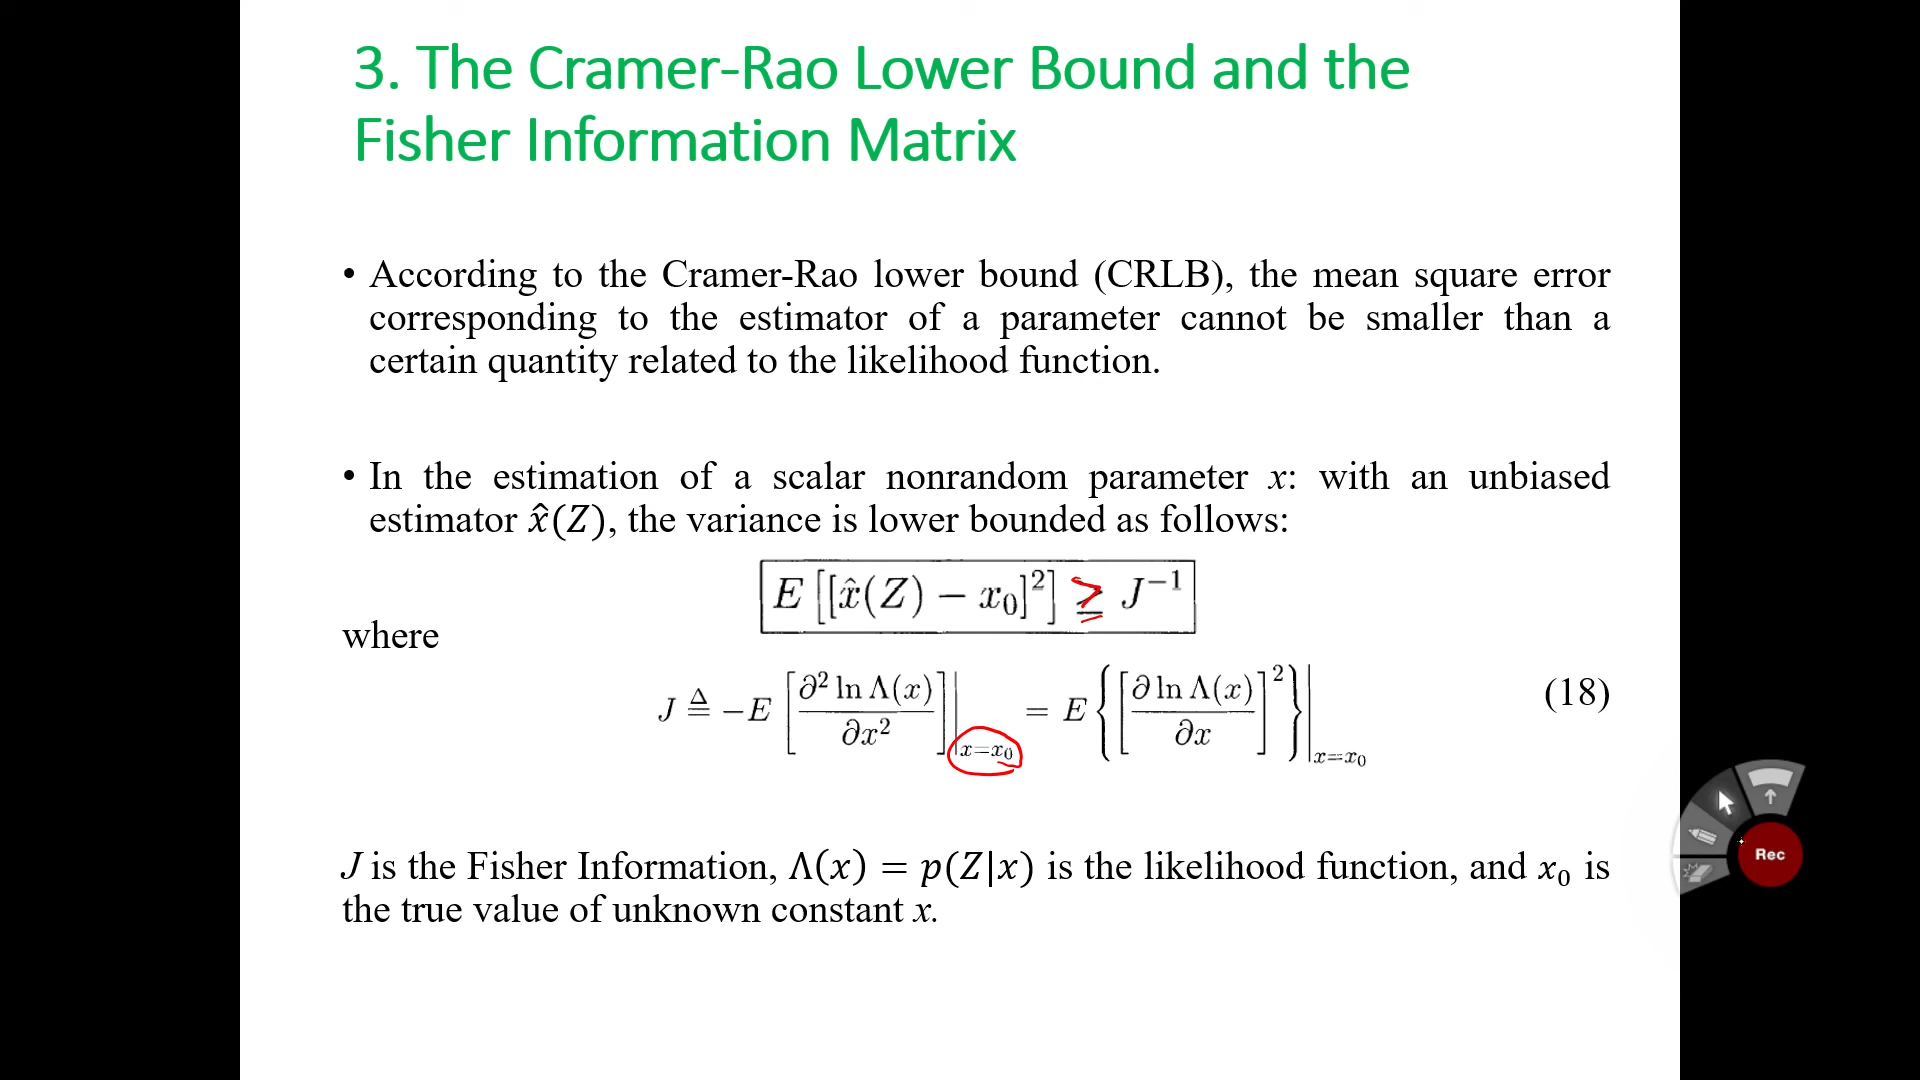 3. The Cramer-Rao Lower Bound and the
Fisher Information Matrix
• According to the Cramer-Rao lower bound (CRLB), the mean square error
corresponding to the estimator of a parameter cannot be smaller than a
certain quantity related to the likelihood function.
• In the estimation of a scalar nonrandom parameter x: with an unbiased
estimator x̂(Z), the variance is lower bounded as follows:
E [[x̂(Z) − x₀]²] ≥ J⁻¹
where
J ≜ −E [∂² ln Λ(x) / ∂x²]|ₓ₌ₓ₀ = E {[∂ ln Λ(x) / ∂x]²}|ₓ₌ₓ₀ (18)
J is the Fisher Information, Λ(x) = p(Z|x) is the likelihood function, and x₀ is
the true value of unknown constant x.
Rec